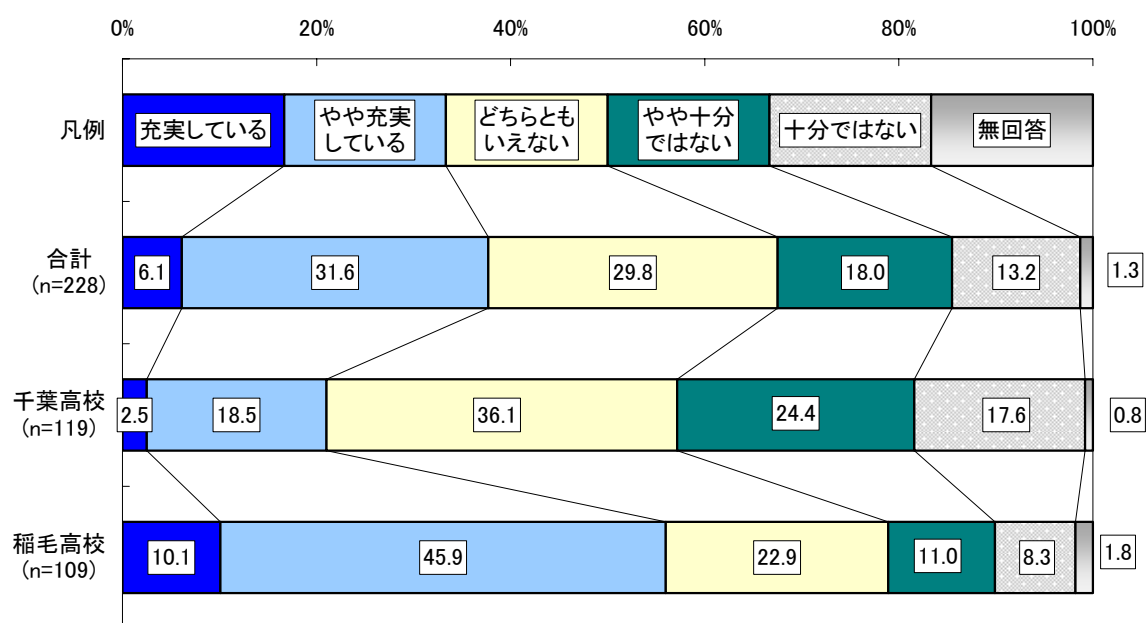 0% 20% 40% 60% 80% 100%
凡例
充実している
やや充実
している
どちらとも
いえない
やや十分
ではない
十分ではない
無回答
合計
(n=228)
6.1 31.6 29.8 18.0 13.2 1.3
千葉高校
(n=119)
2.5 18.5 36.1 24.4 17.6 0.8
稲毛高校
(n=109)
10.1 45.9 22.9 11.0 8.3 1.8